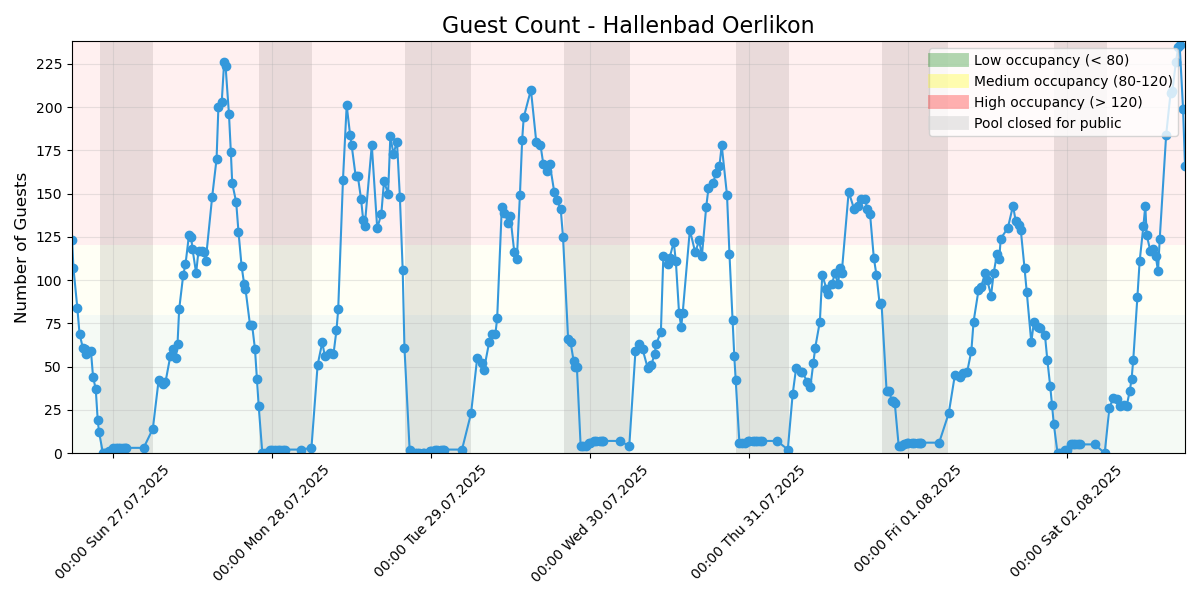 Guest Count - Hallenbad Oerlikon
Number of Guests
225
200
175
150
125
100
75
50
25
0
Low occupancy (< 80)
Medium occupancy (80-120)
High occupancy (> 120)
Pool closed for public
00:00 Sun 27.07.2025
00:00 Mon 28.07.2025
00:00 Tue 29.07.2025
00:00 Wed 30.07.2025
00:00 Thu 31.07.2025
00:00 Fri 01.08.2025
00:00 Sat 02.08.2025